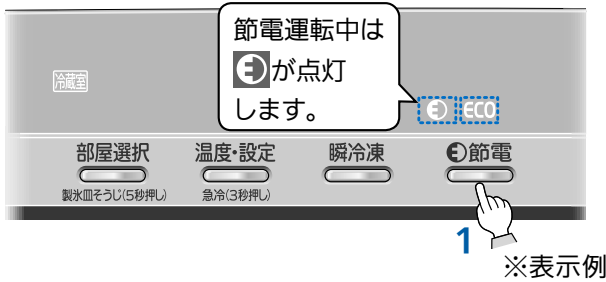 節電運転中は
Ⓔが点灯
します。
冷蔵室
Ⓔ ECO
部屋選択
温度・設定
瞬冷凍
Ⓔ節電
製氷皿そうじ(5秒押し)
急冷(3秒押し)
1
※表示例